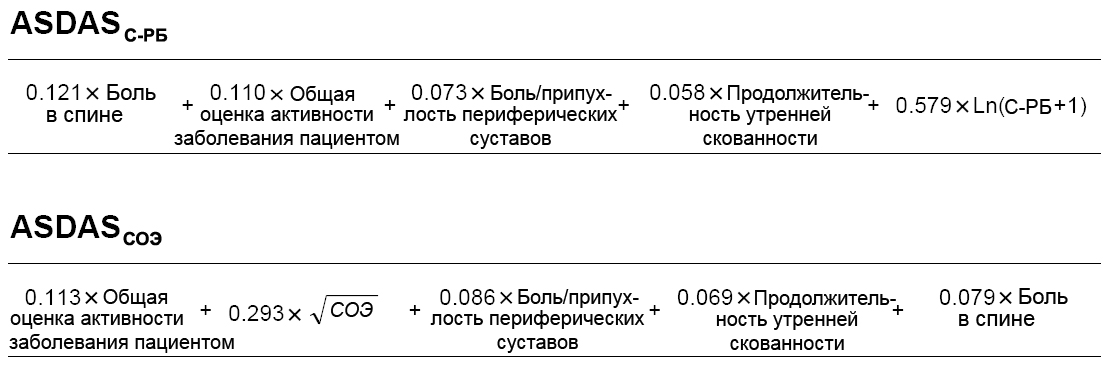 ASDAS С-РБ
0.121 × Боль
в спине
+
0.110 × Общая
оценка активности
заболевания пациентом
+
0.073 × Боль/припух-
лость периферических
суставов
+
0.058 × Продолжитель-
ность утренней
скованности
+
0.579 × Ln(С-РБ+1)
ASDAS СОЭ
0.113 × Общая
оценка активности
заболевания пациентом
+
0.293 × √СОЭ
+
0.086 × Боль/припух-
лость периферических
суставов
+
0.069 × Продолжитель-
ность утренней
скованности
+
0.079 × Боль
в спине